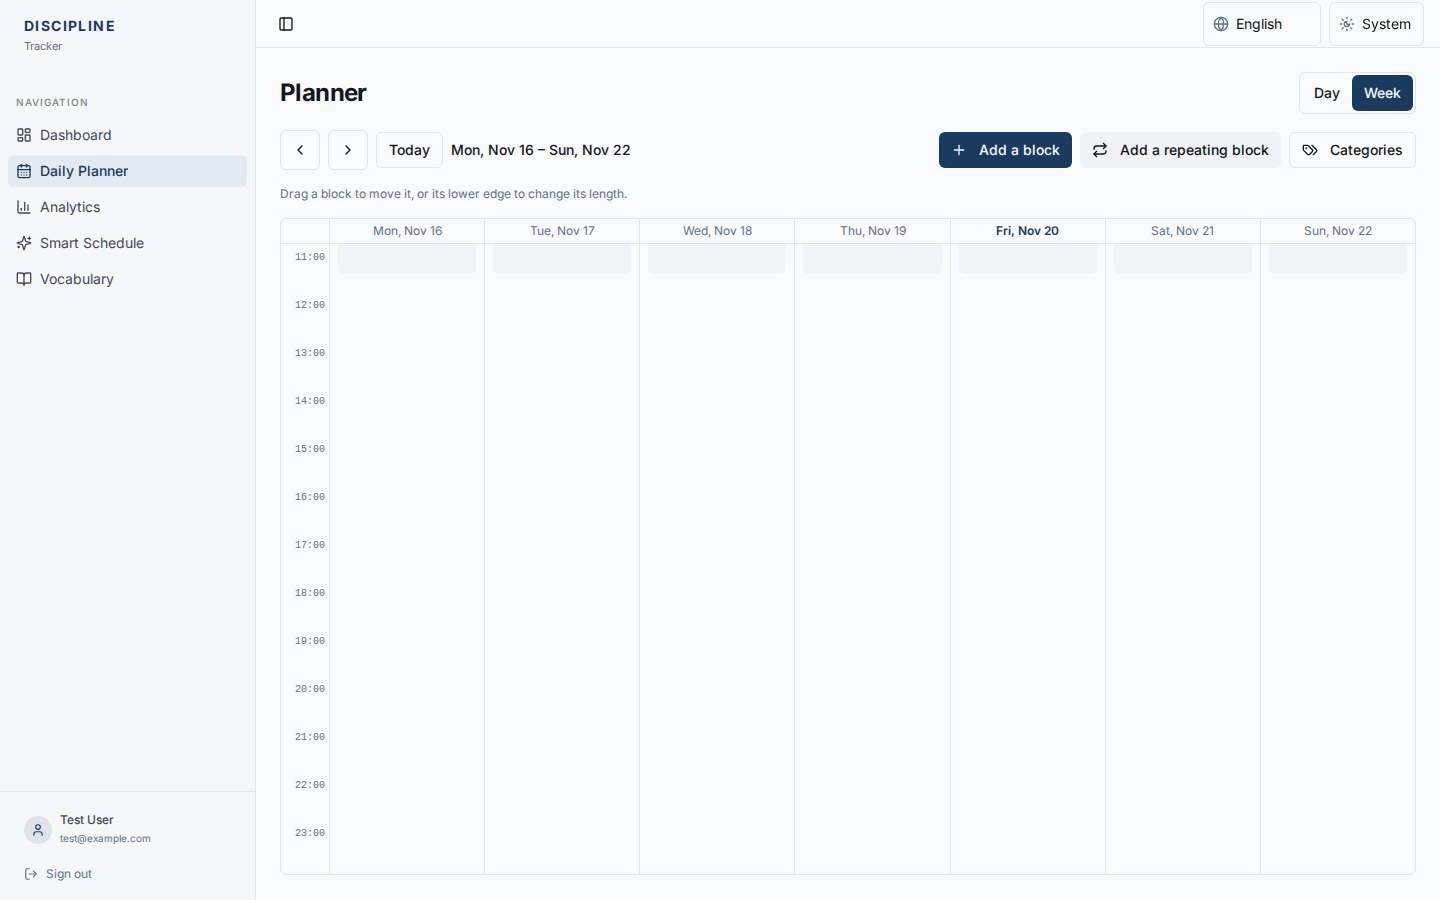 DISCIPLINE
Tracker
NAVIGATION
Dashboard
Daily Planner
Analytics
Smart Schedule
Vocabulary
Test User
test@example.com
Sign out
English
System
Planner
Day
Week
Today
Mon, Nov 16 – Sun, Nov 22
Add a block
Add a repeating block
Categories
Drag a block to move it, or its lower edge to change its length.
Mon, Nov 16
Tue, Nov 17
Wed, Nov 18
Thu, Nov 19
Fri, Nov 20
Sat, Nov 21
Sun, Nov 22
11:00
12:00
13:00
14:00
15:00
16:00
17:00
18:00
19:00
20:00
21:00
22:00
23:00